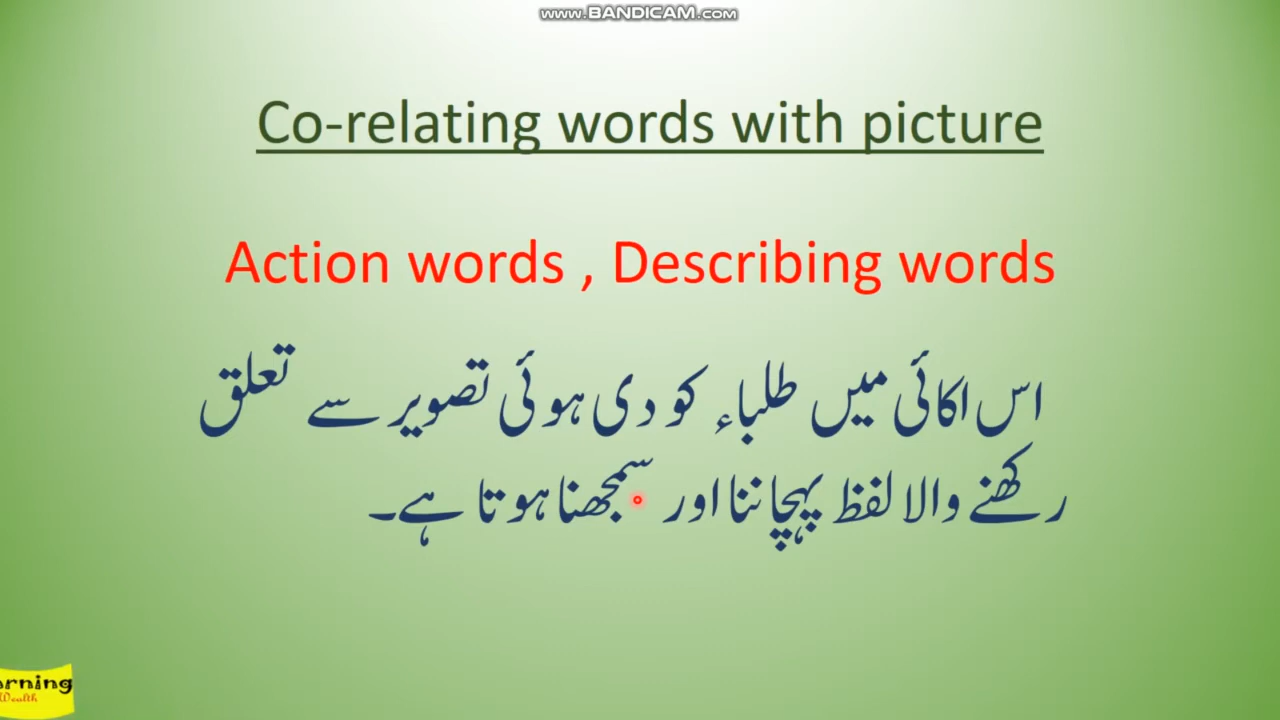 www.BANDICAM.com
Co-relating words with picture
Action words , Describing words
اس اکائی میں طلباء کو دی ہوئی تصویر سے تعلق
رکھنے والا لفظ پہچاننا اور سمجھنا ہوتا ہے۔
Wealth